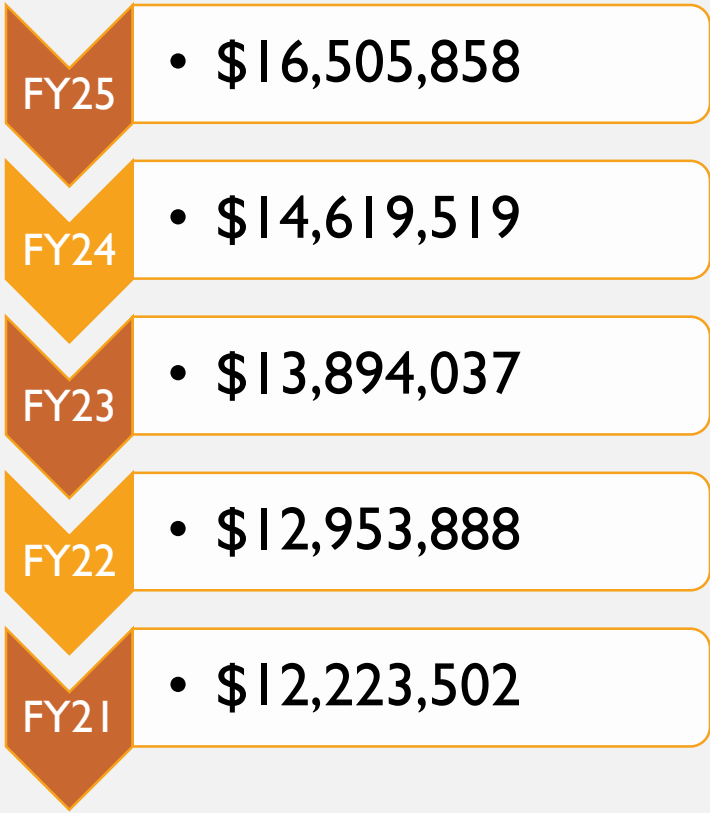 FY25
• $16,505,858
FY24
• $14,619,519
FY23
• $13,894,037
FY22
• $12,953,888
FY21
• $12,223,502